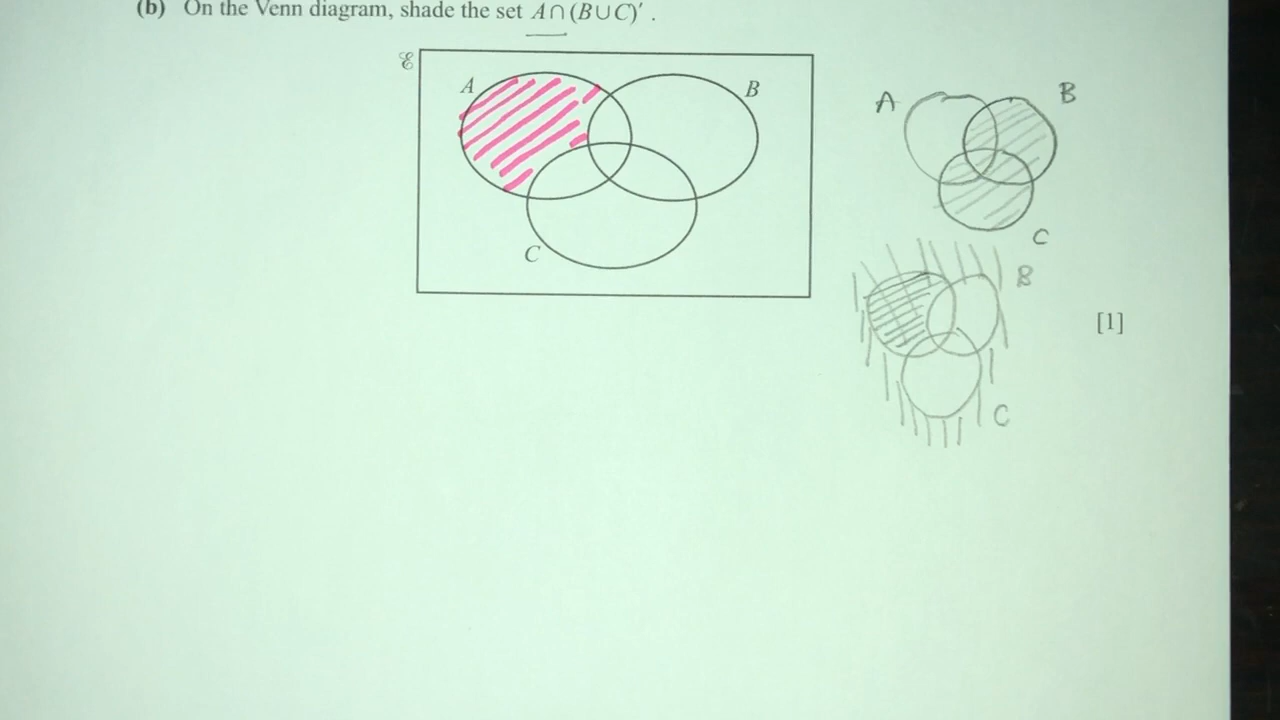 (b) On the Venn diagram, shade the set A∩(B∪C)′ .
ℰ
A
B
C
A
B
C
B
C
[1]